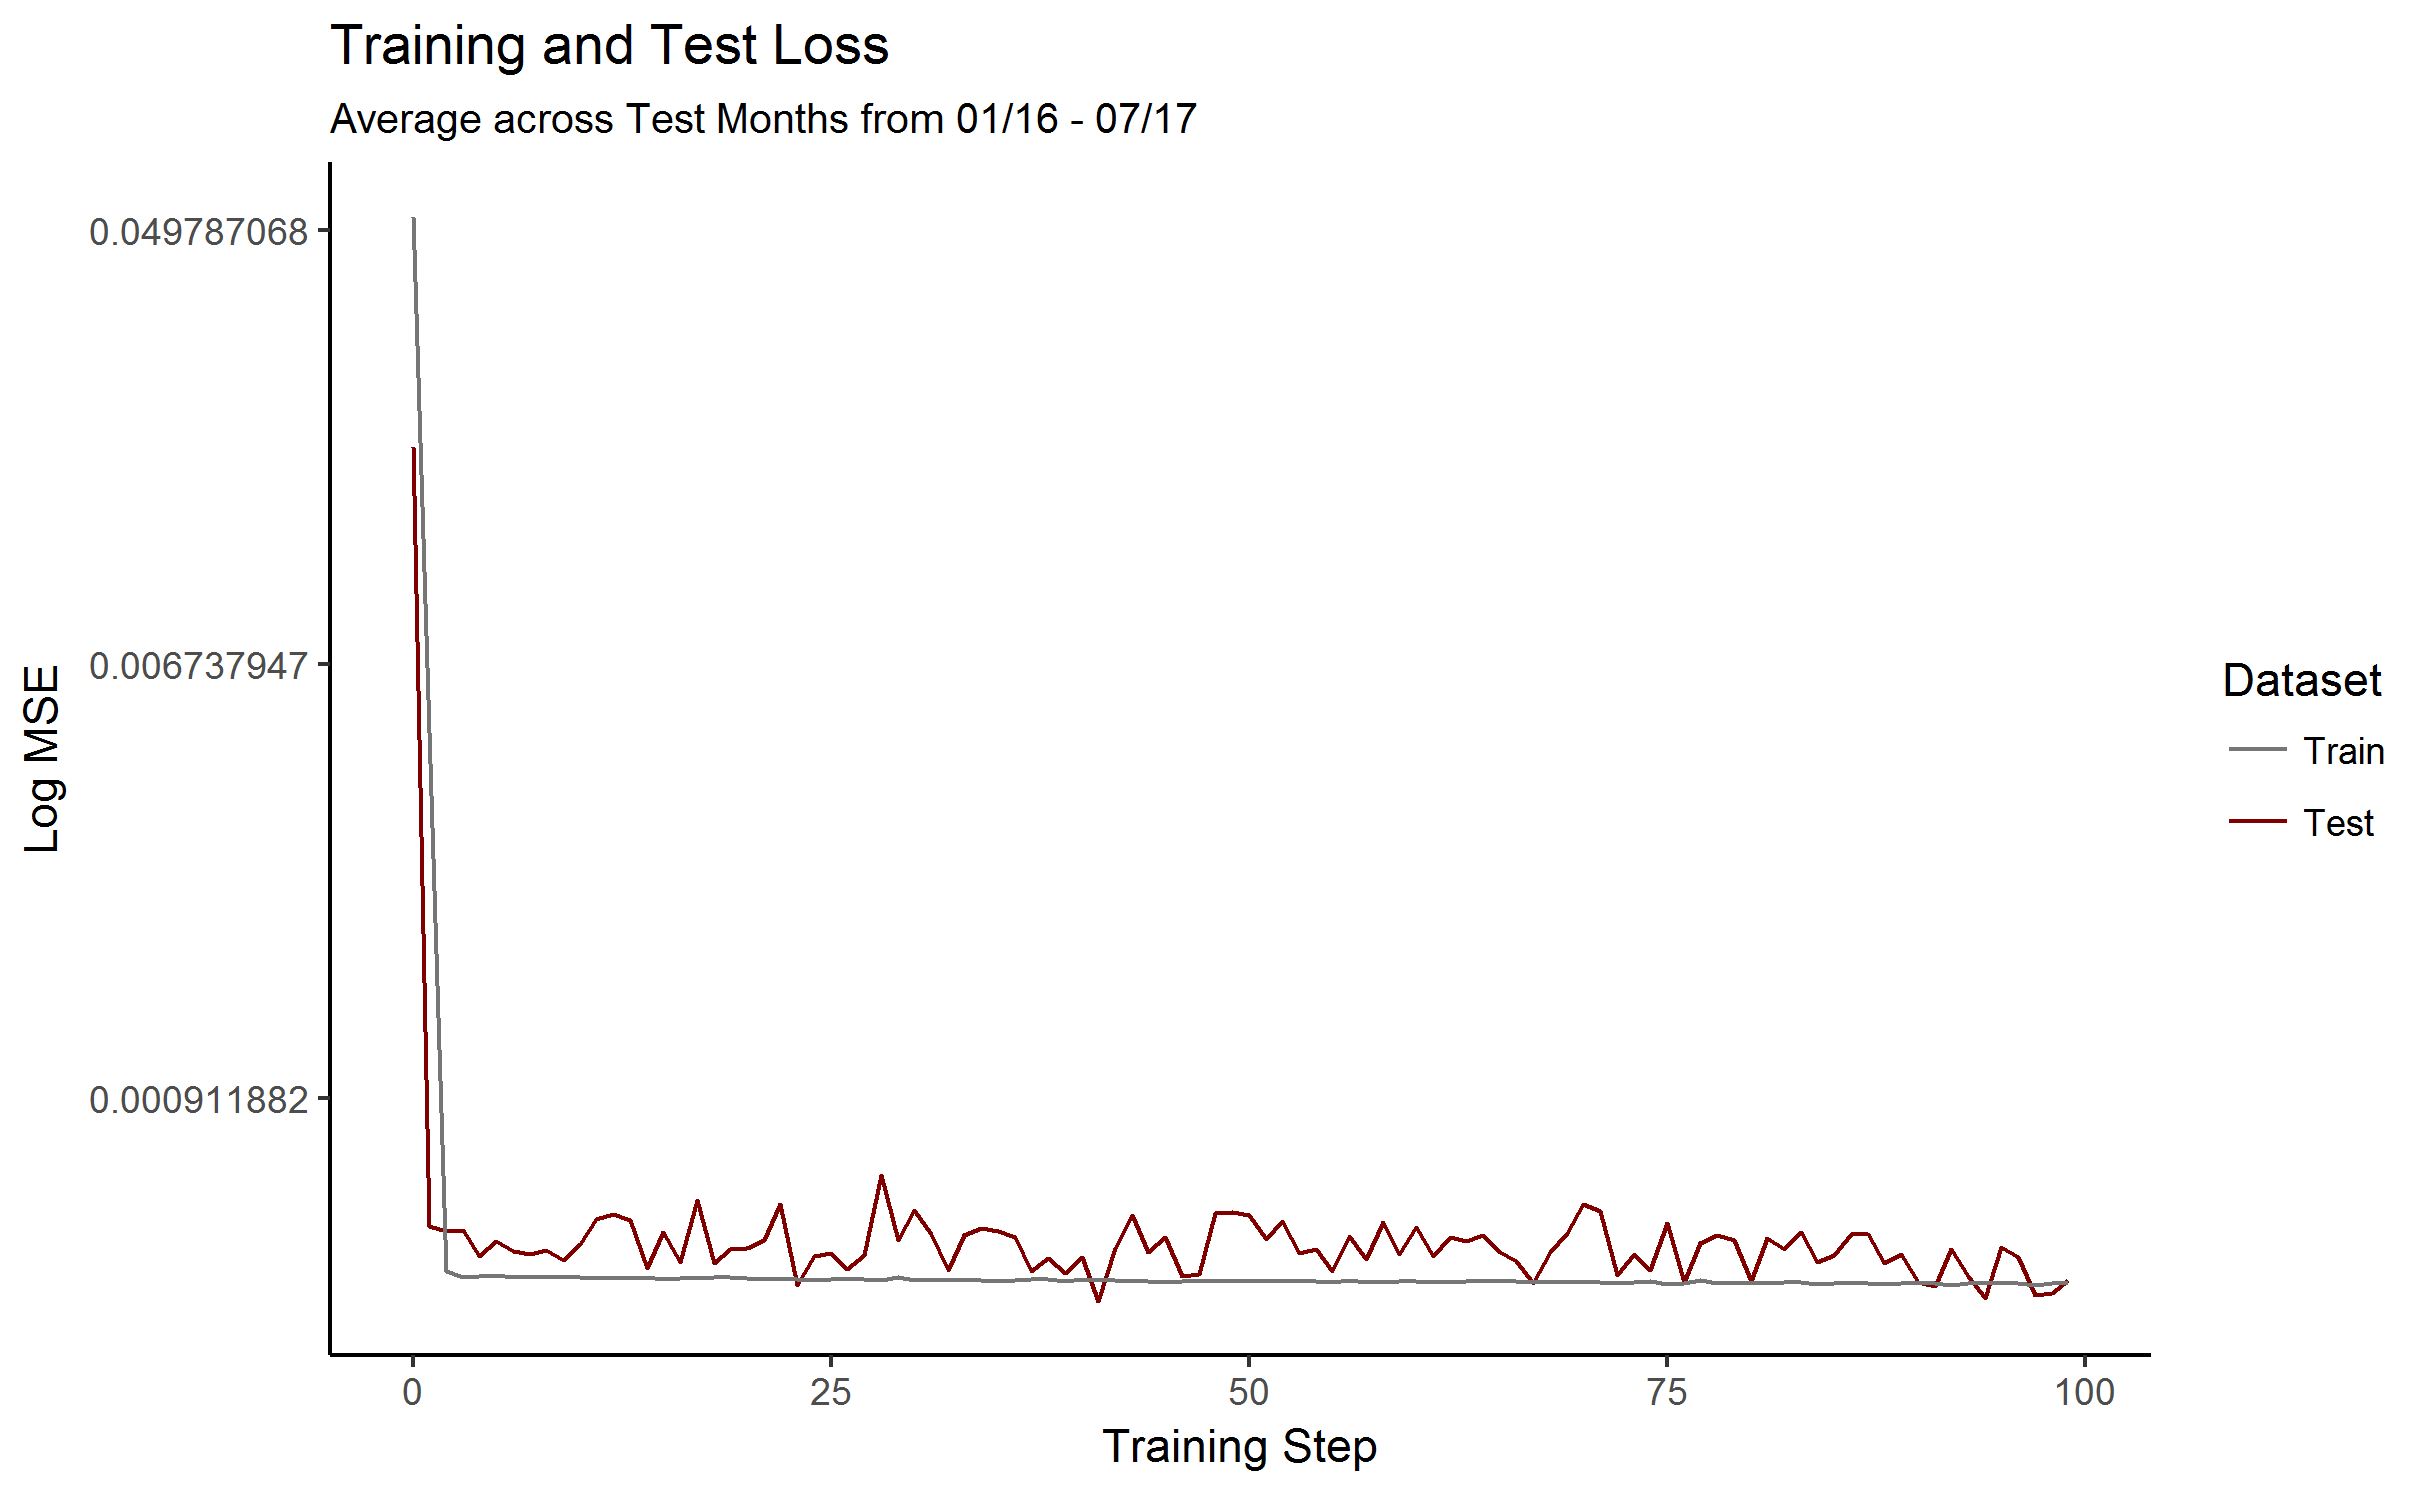 Training and Test Loss
Average across Test Months from 01/16 - 07/17
0.049787068
0.006737947
0.000911882
Log MSE
0
25
50
75
100
Training Step
Dataset
Train
Test